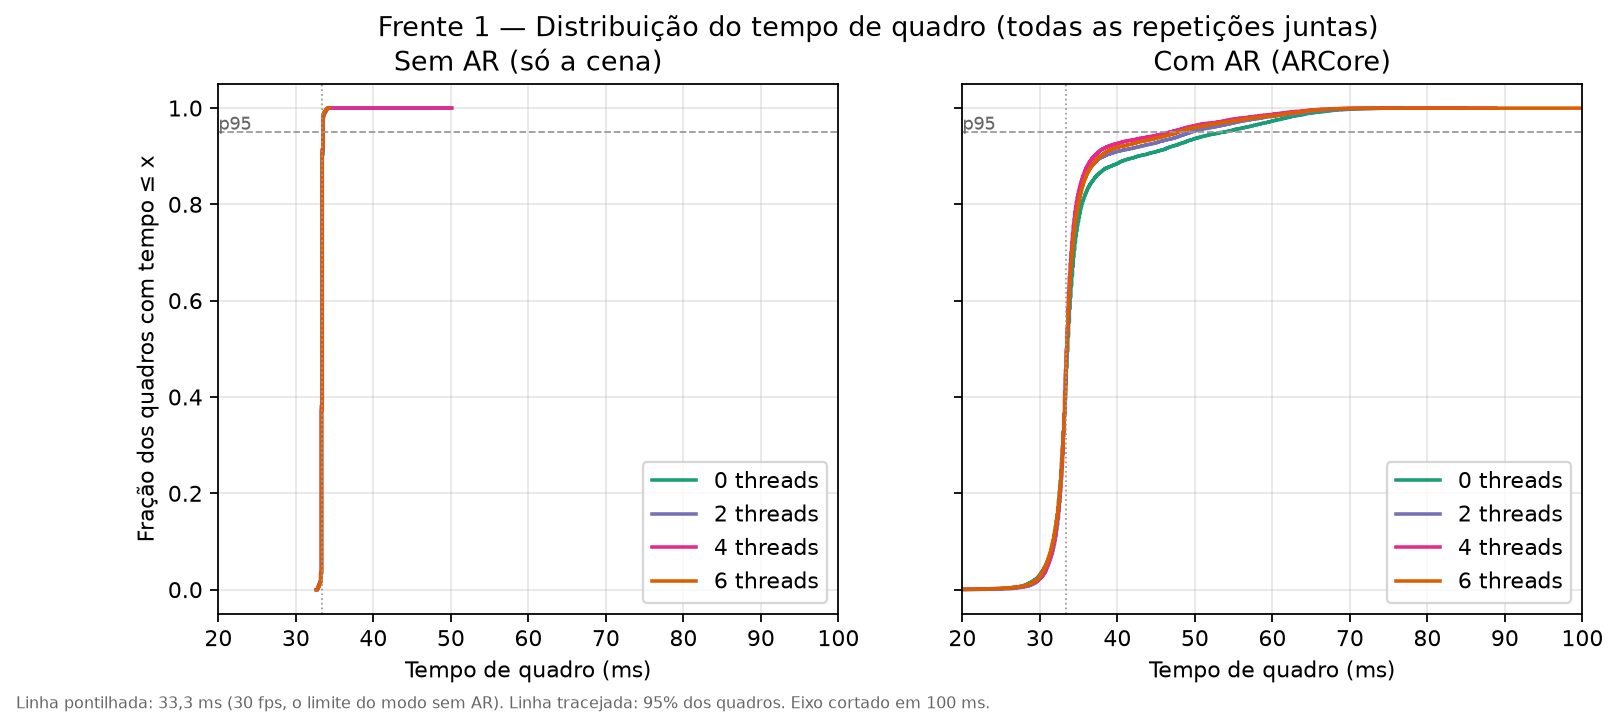 Frente 1 — Distribuição do tempo de quadro (todas as repetições juntas)
Sem AR (só a cena)
Fração dos quadros com tempo ≤ x
1.0
0.8
0.6
0.4
0.2
0.0
p95
0 threads
2 threads
4 threads
6 threads
20 30 40 50 60 70 80 90 100
Tempo de quadro (ms)
Com AR (ARCore)
p95
0 threads
2 threads
4 threads
6 threads
20 30 40 50 60 70 80 90 100
Tempo de quadro (ms)
Linha pontilhada: 33,3 ms (30 fps, o limite do modo sem AR). Linha tracejada: 95% dos quadros. Eixo cortado em 100 ms.